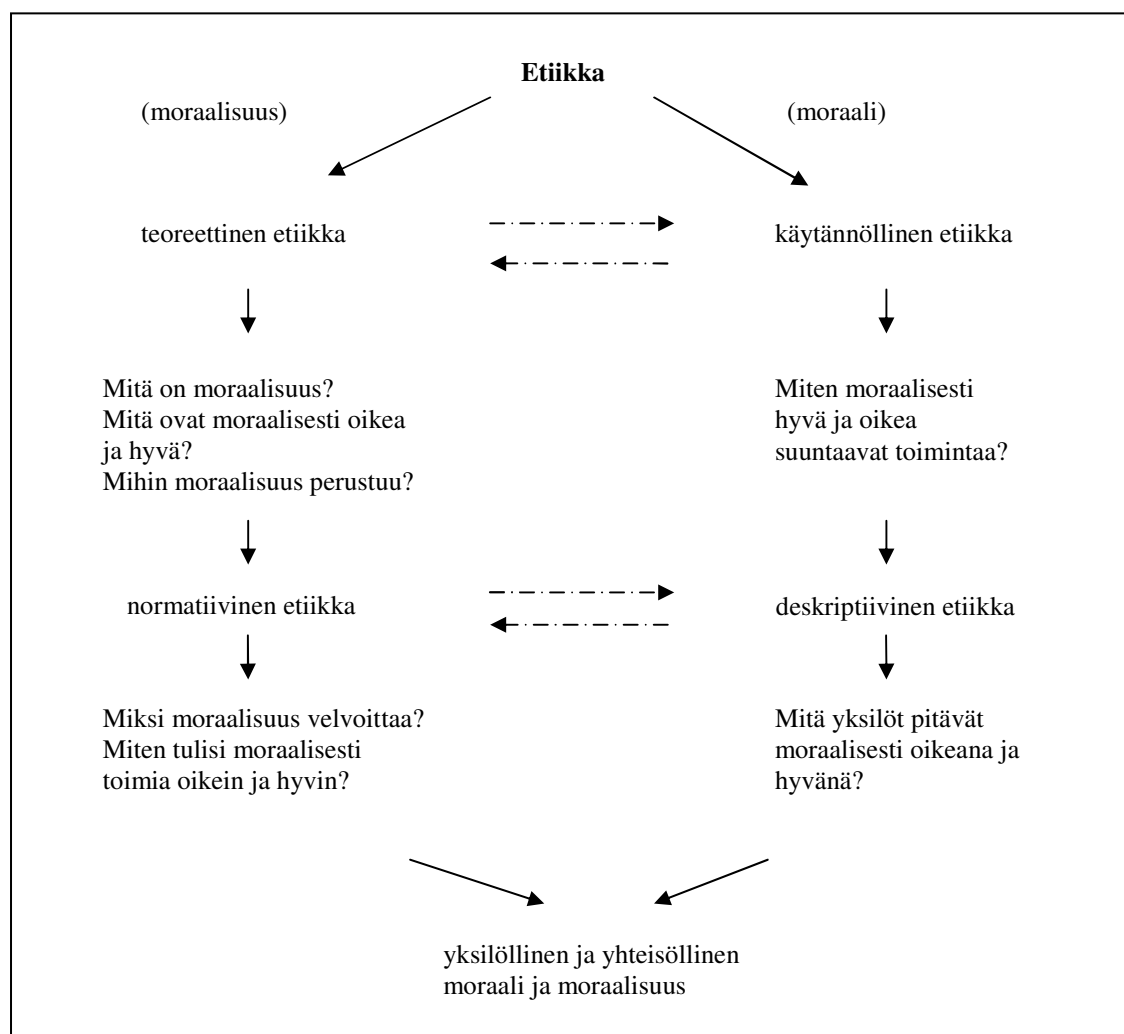 Etiikka
(moraalisuus)
(moraali)
teoreettinen etiikka
käytännöllinen etiikka
Mitä on moraalisuus?
Mitä ovat moraalisesti oikea
ja hyvä?
Mihin moraalisuus perustuu?
Miten moraalisesti
hyvä ja oikea
suuntaavat toimintaa?
normatiivinen etiikka
deskriptiivinen etiikka
Miksi moraalisuus velvoittaa?
Miten tulisi moraalisesti
toimia oikein ja hyvin?
Mitä yksilöt pitävät
moraalisesti oikeana ja
hyvänä?
yksilöllinen ja yhteisöllinen
moraali ja moraalisuus